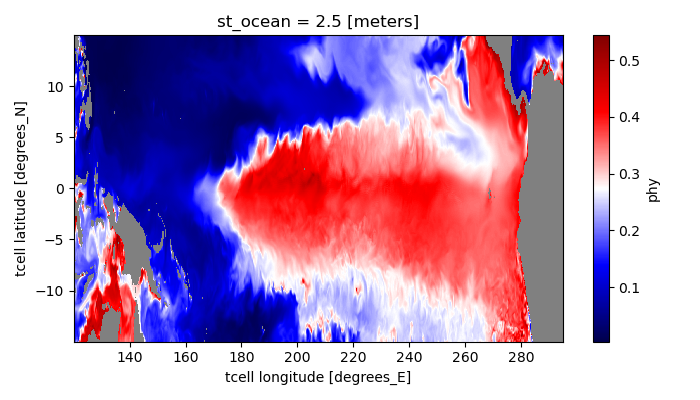 st_ocean = 2.5 [meters]
10
5
0
−5
−10
tcell latitude [degrees_N]
140 160 180 200 220 240 260 280
tcell longitude [degrees_E]
0.5
0.4
0.3
0.2
0.1
phy